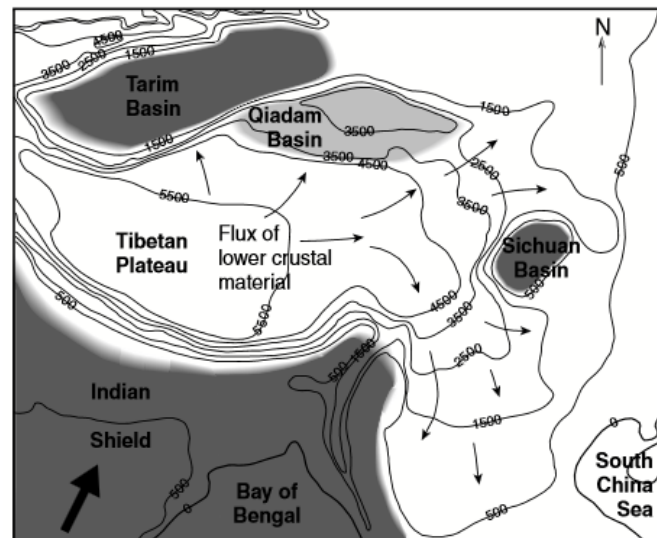 N
4500
2500
3500
1500
Tarim
Basin
1500
Qiadam
Basin
3500
1500
500
3500
4500
2500
3500
5500
Tibetan
Plateau
Flux of
lower crustal
material
Sichuan
Basin
500
500
5500
4500
3500
2500
500
1500
Indian
Shield
1500
500
0
Bay of
Bengal
500
0
South
China
Sea